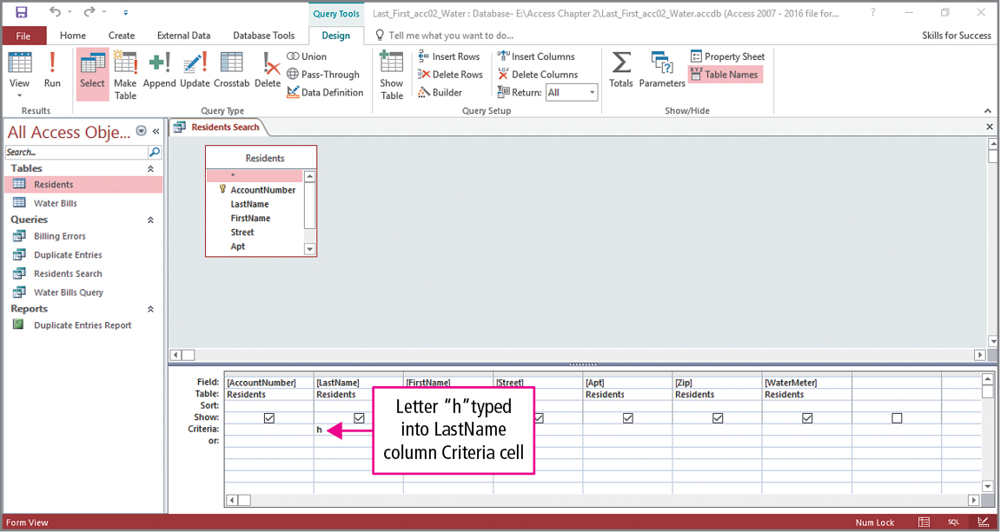 Query Tools
Last_First_acc02_Water : Database- E:\Access Chapter 2\Last_First_acc02_Water.accdb (Access 2007 - 2016 file for...
?
File Home Create External Data Database Tools Design Tell me what you want to do... Skills for Success
View
Run
Select
Make
Table
Append
Update
Crosstab
Delete
Union
Pass-Through
Data Definition
Show
Table
Insert Rows
Delete Rows
Builder
Insert Columns
Delete Columns
Return: All
Totals
Parameters
Property Sheet
XYZ
Table Names
Results
Query Type
Query Setup
Show/Hide
All Access Obje...
Search...
Tables
Residents
Water Bills
Queries
Billing Errors
Duplicate Entries
Residents Search
Water Bills Query
Reports
Duplicate Entries Report
Residents Search
Residents
*
AccountNumber
LastName
FirstName
Street
Apt
Field: [AccountNumber] [LastName] [FirstName] [Street] [Apt] [Zip] [WaterMeter]
Table: Residents Residents Residents Residents Residents
Sort:
Show:
Criteria: h
or:
Letter “h”typed
into LastName
column Criteria cell
Form View
Num Lock
SQL